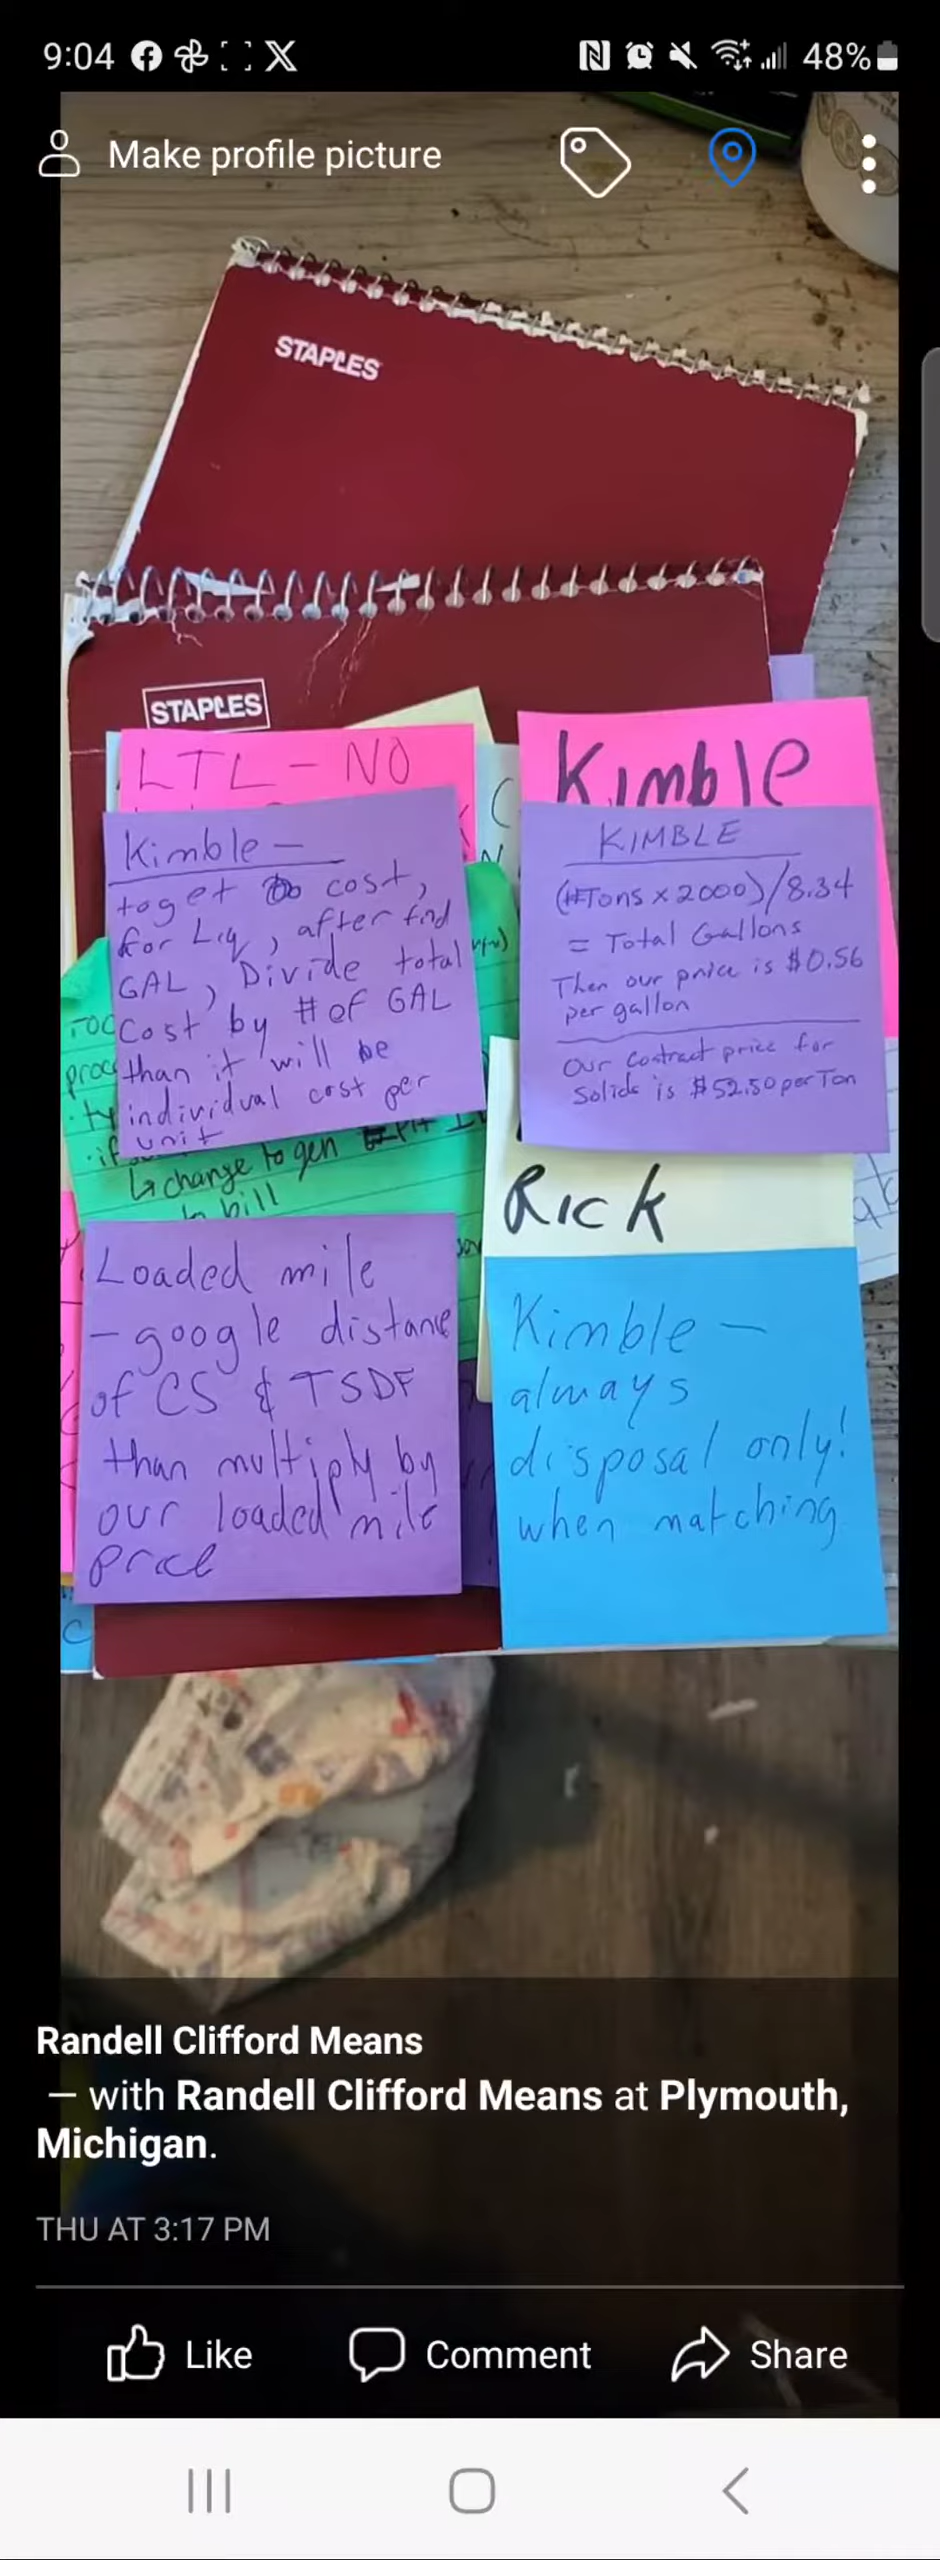 9:04
48%
Make profile picture
STAPLES
STAPLES
LTL - NO
Kimble -
to get cost,
for Liq, after find
GAL, Divide total
Cost by # of GAL
than it will be
individual cost per
unit
Kimble
KIMBLE
(#Tons x 2000)/8.34
= Total Gallons
Then our price is $0.56
per gallon
Our contract price for
Solids is $52.50 per Ton
change to gen
bill
Rick
Loaded mile
- google distance
of CS & TSDF
than multiply by
our loaded mile
price
Kimble -
always
disposal only!
when matching
Randell Clifford Means
— with Randell Clifford Means at Plymouth,
Michigan.
THU AT 3:17 PM
Like
Comment
Share